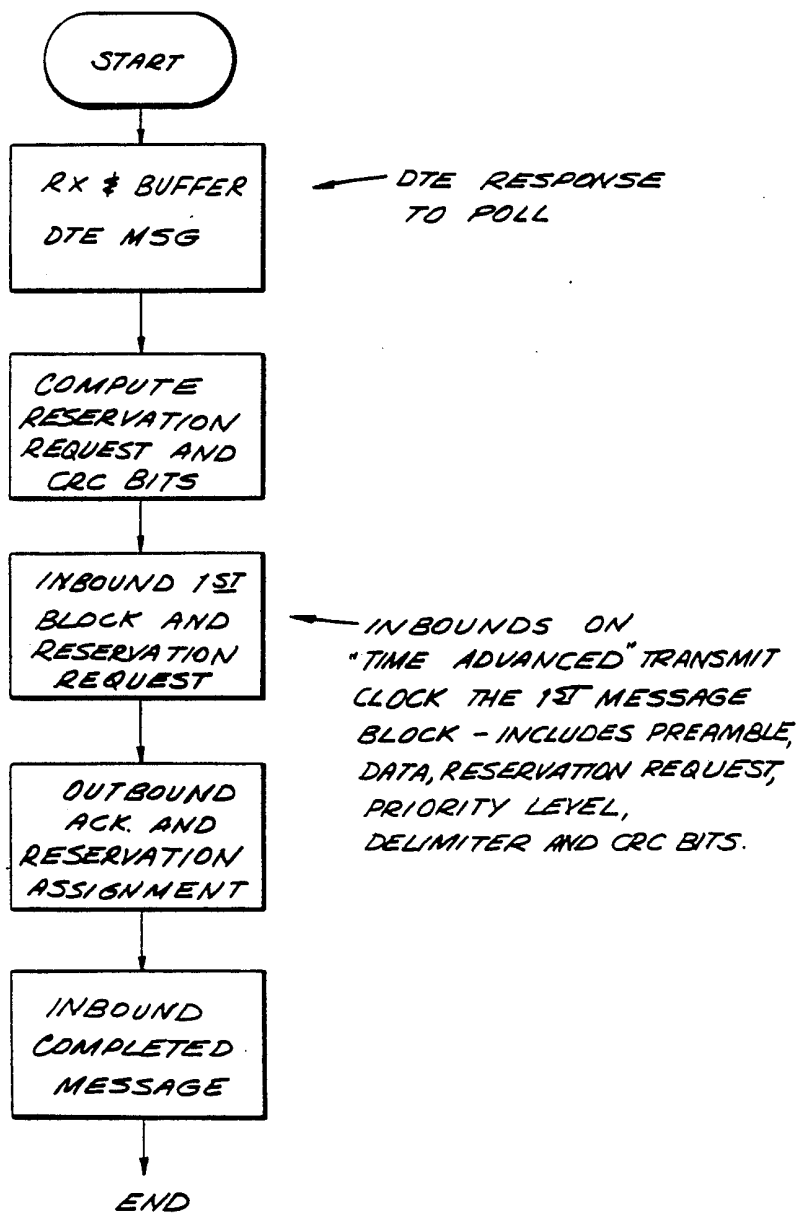 START
RX & BUFFER
DTE MSG
DTE RESPONSE
TO POLL
COMPUTE
RESERVATION
REQUEST AND
CRC BITS
INBOUND 1ST
BLOCK AND
RESERVATION
REQUEST
INBOUNDS ON
"TIME ADVANCED" TRANSMIT
CLOCK THE 1ST MESSAGE
BLOCK - INCLUDES PREAMBLE,
DATA, RESERVATION REQUEST,
PRIORITY LEVEL,
DELIMITER AND CRC BITS.
OUTBOUND
ACK. AND
RESERVATION
ASSIGNMENT
INBOUND
COMPLETED
MESSAGE
END